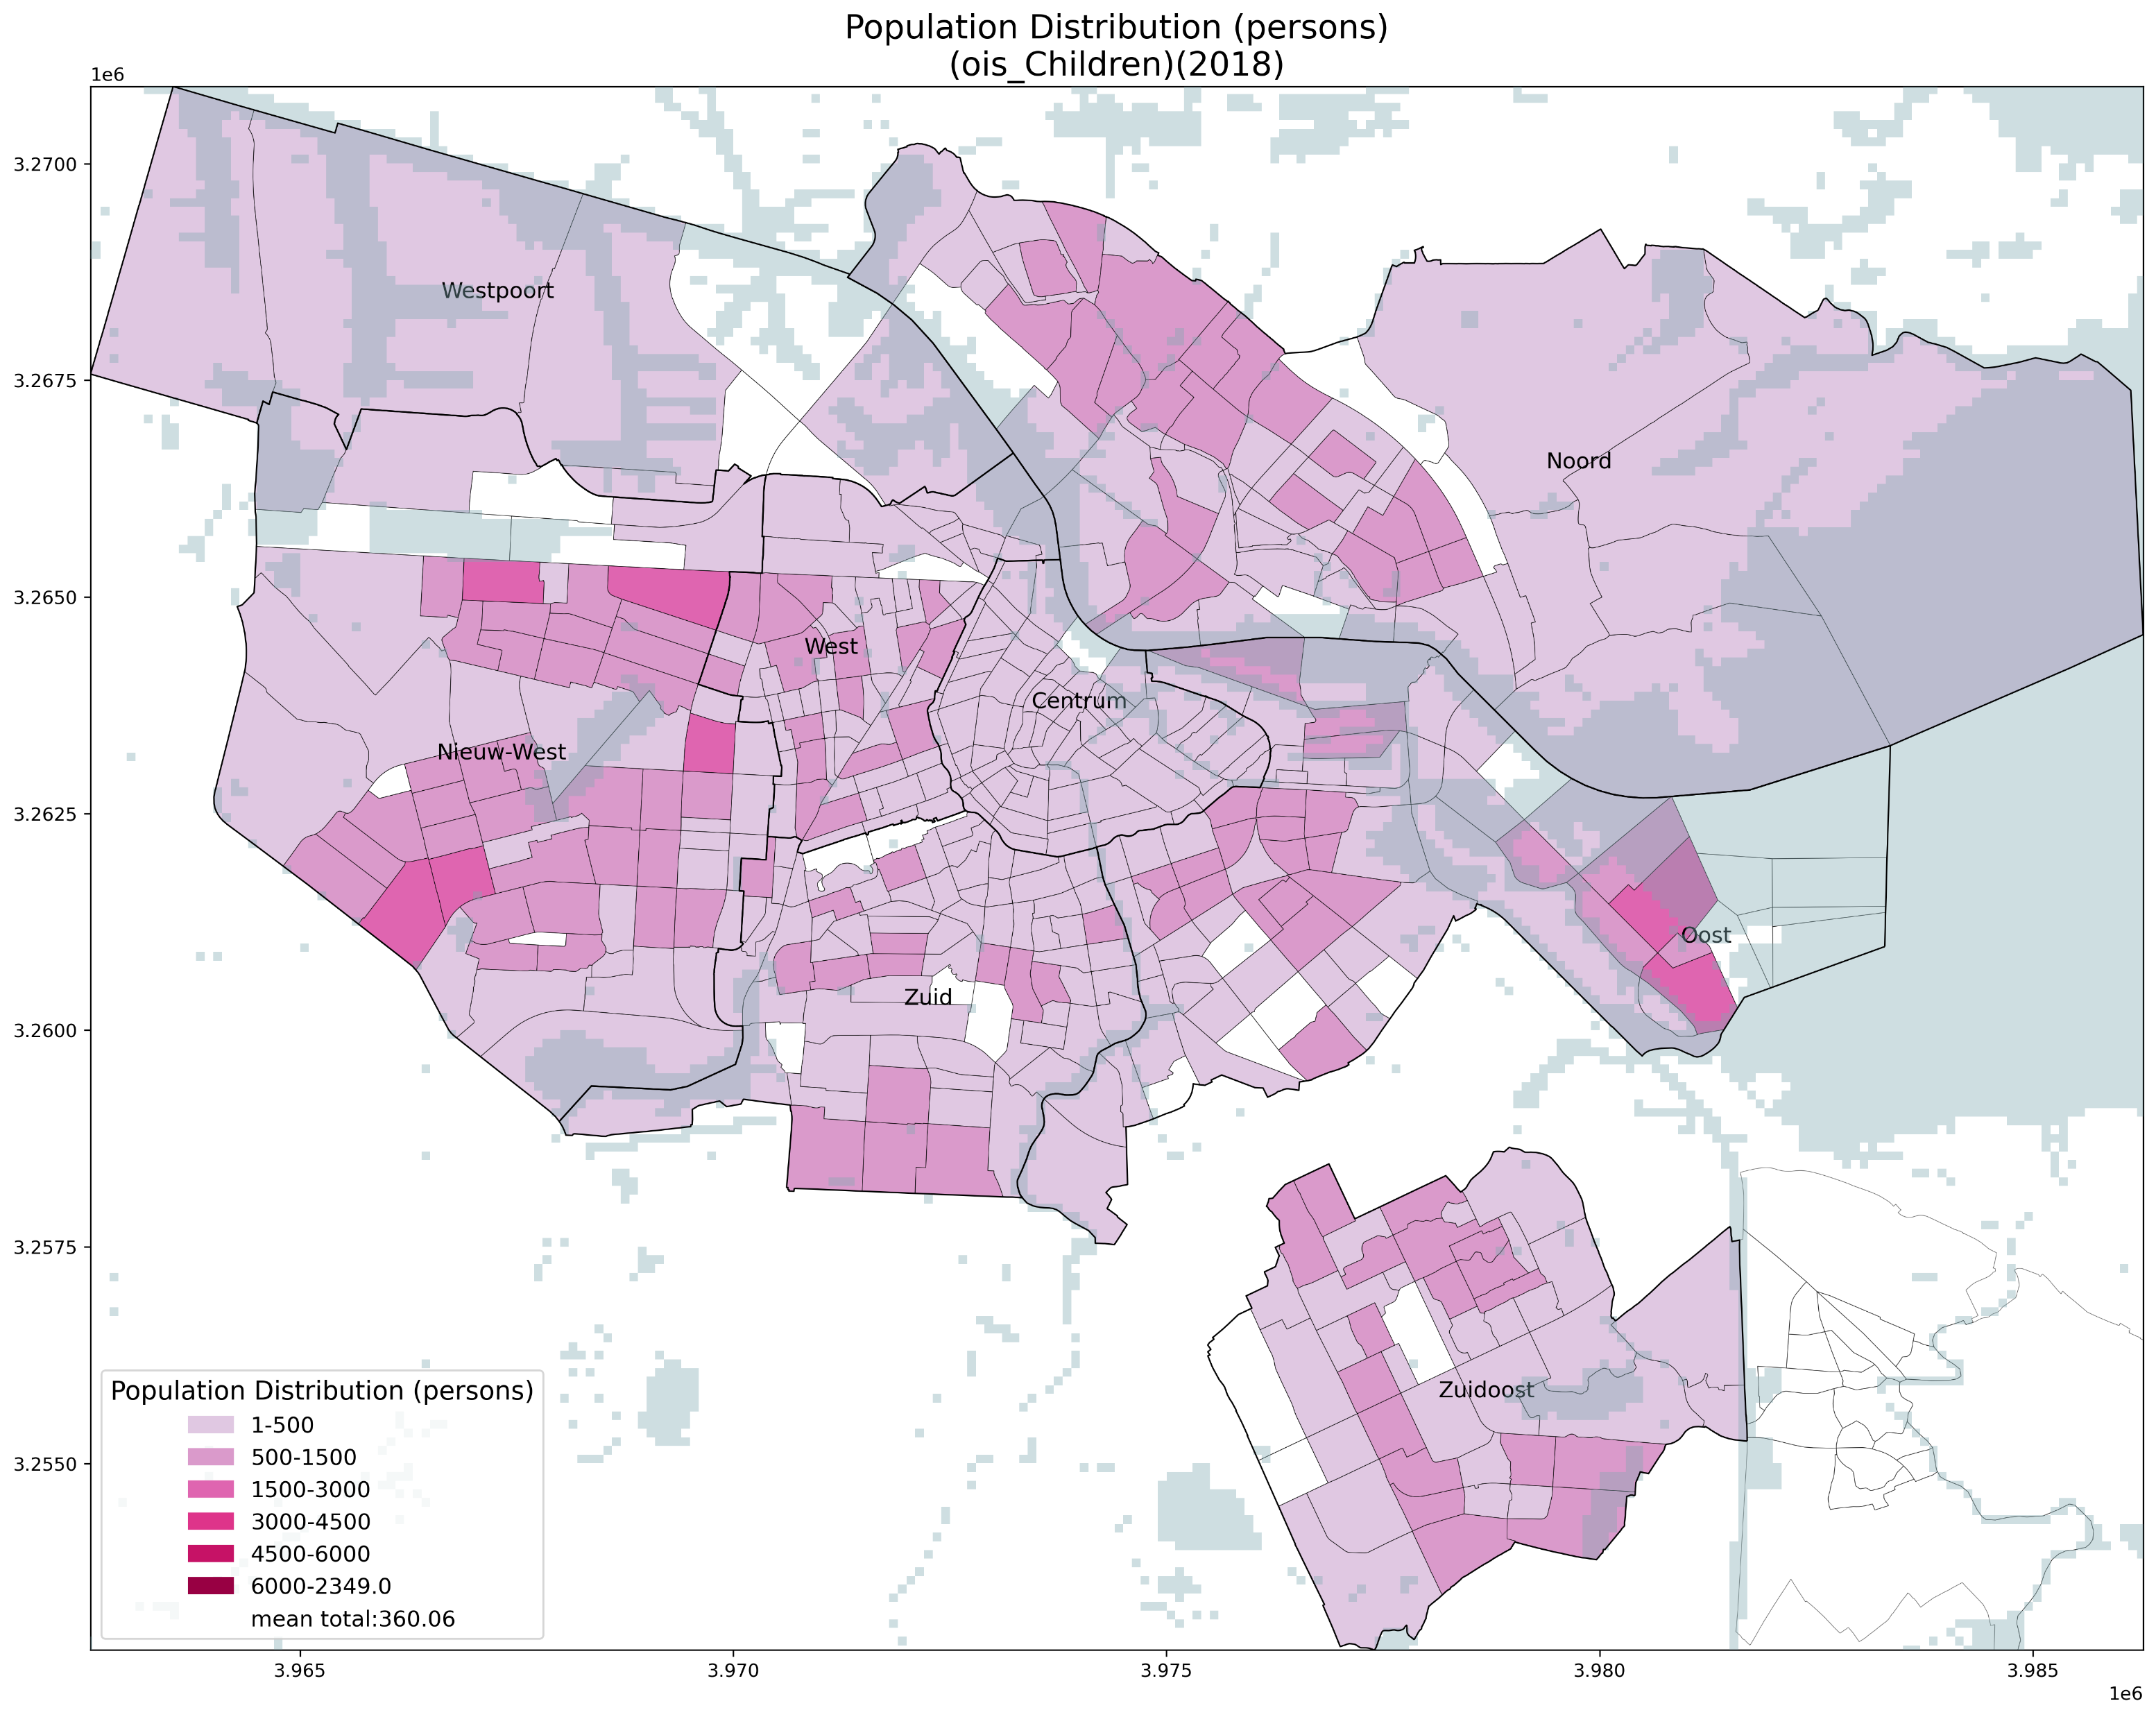 Population Distribution (persons)
(ois_Children)(2018)
1e6
3.2700
Westpoort
3.2675
Noord
3.2650
West
Centrum
Nieuw-West
3.2625
Oost
Zuid
3.2600
3.2575
Zuidoost
Population Distribution (persons)
1-500
500-1500
3.2550
1500-3000
3000-4500
4500-6000
6000-2349.0
mean total:360.06
3.965 3.970 3.975 3.980 3.985
1e6